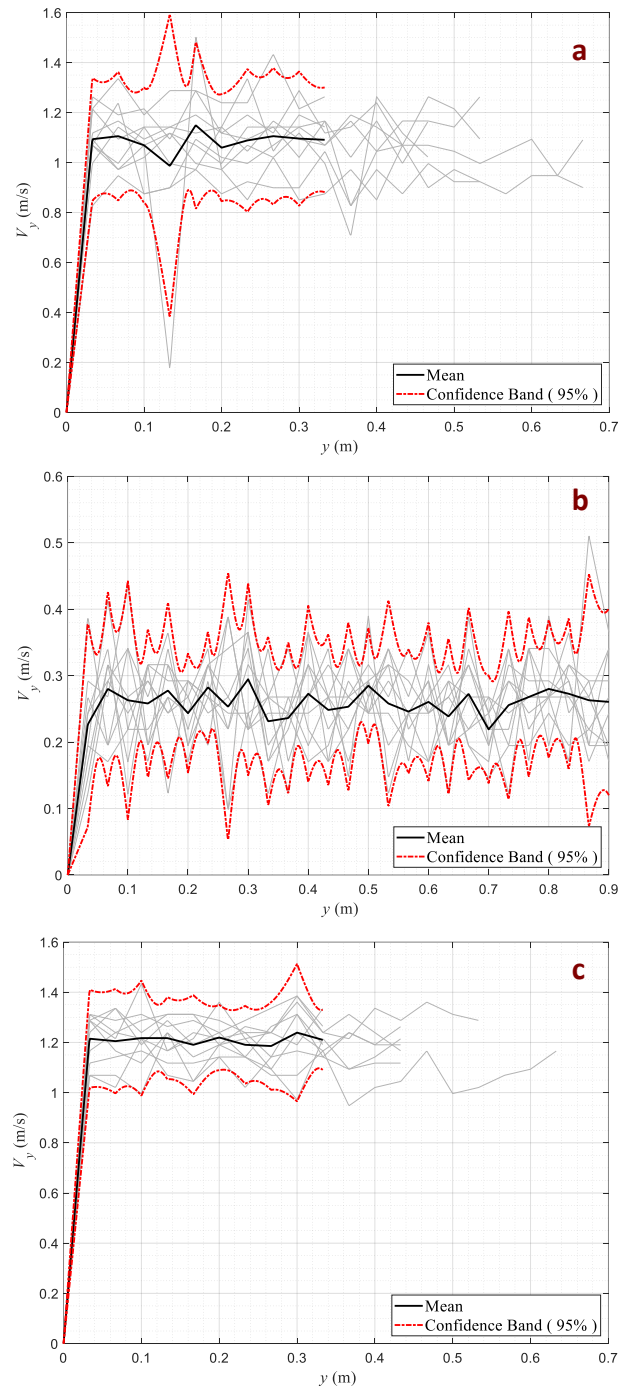 a
1.6
1.4
1.2
1
0.8
0.6
0.4
0.2
0
V_y (m/s)
Mean
Confidence Band ( 95%)
0 0.1 0.2 0.3 0.4 0.5 0.6 0.7
y (m)
b
0.6
0.5
0.4
0.3
0.2
0.1
0
V_y (m/s)
Mean
Confidence Band ( 95%)
0 0.1 0.2 0.3 0.4 0.5 0.6 0.7 0.8 0.9
y (m)
c
1.6
1.4
1.2
1
0.8
0.6
0.4
0.2
0
V_y (m/s)
Mean
Confidence Band ( 95%)
0 0.1 0.2 0.3 0.4 0.5 0.6 0.7
y (m)